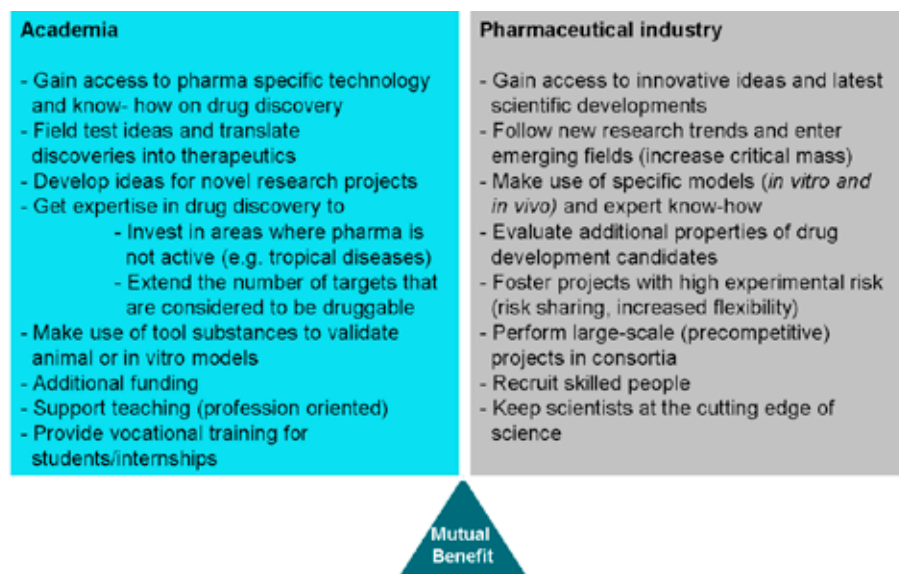 Academia
- Gain access to pharma specific technology
and know- how on drug discovery
- Field test ideas and translate
discoveries into therapeutics
- Develop ideas for novel research projects
- Get expertise in drug discovery to
- Invest in areas where pharma is
not active (e.g. tropical diseases)
- Extend the number of targets that
are considered to be druggable
- Make use of tool substances to validate
animal or in vitro models
- Additional funding
- Support teaching (profession oriented)
- Provide vocational training for
students/internships
Pharmaceutical industry
- Gain access to innovative ideas and latest
scientific developments
- Follow new research trends and enter
emerging fields (increase critical mass)
- Make use of specific models (in vitro and
in vivo) and expert know-how
- Evaluate additional properties of drug
development candidates
- Foster projects with high experimental risk
(risk sharing, increased flexibility)
- Perform large-scale (precompetitive)
projects in consortia
- Recruit skilled people
- Keep scientists at the cutting edge of
science
Mutual
Benefit